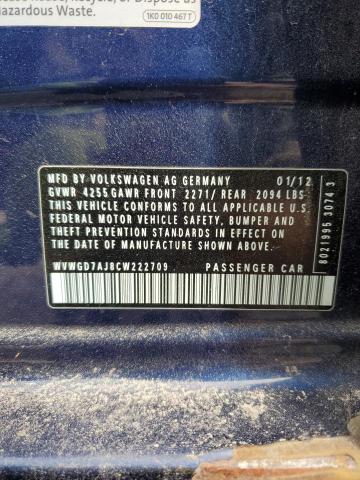 azardous Waste.
1K0 010 467 T
MFD BY VOLKSWAGEN AG GERMANY 01/12
GVWR 4255 GAWR FRONT 2271/ REAR 2094 LBS
THIS VEHICLE CONFORMS TO ALL APPLICABLE U.S.
FEDERAL MOTOR VEHICLE SAFETY, BUMPER AND
THEFT PREVENTION STANDARDS IN EFFECT ON THE
DATE OF MANUFACTURE SHOWN ABOVE.
WVWGD7AJ8CW222709 PASSENGER CAR
8021995 3074 3